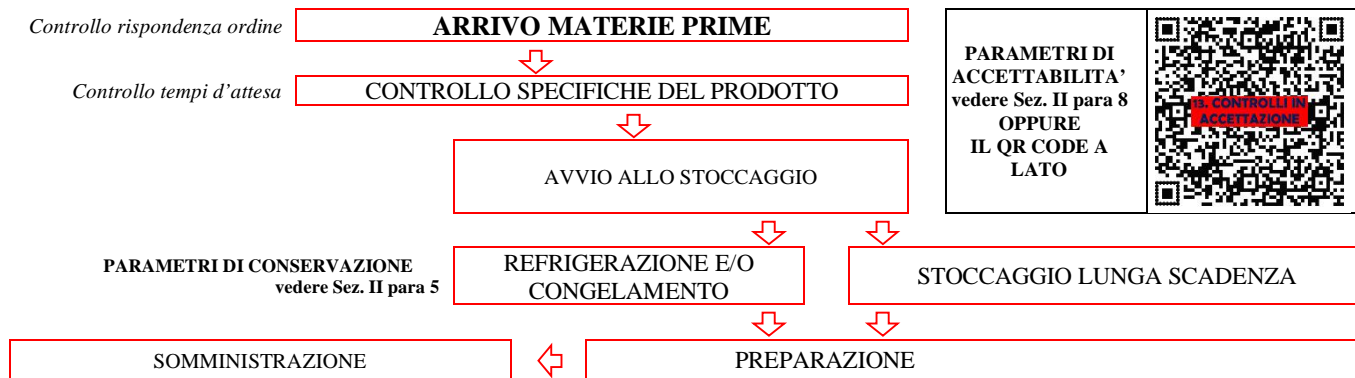 Controllo rispondenza ordine
ARRIVO MATERIE PRIME
Controllo tempi d'attesa
CONTROLLO SPECIFICHE DEL PRODOTTO
AVVIO ALLO STOCCAGGIO
PARAMETRI DI
ACCETTABILITA'
vedere Sez. II para 8
OPPURE
IL QR CODE A
LATO
13. CONTROLLI IN
ACCETTAZIONE
PARAMETRI DI CONSERVAZIONE
vedere Sez. II para 5
REFRIGERAZIONE E/O
CONGELAMENTO
STOCCAGGIO LUNGA SCADENZA
SOMMINISTRAZIONE
PREPARAZIONE